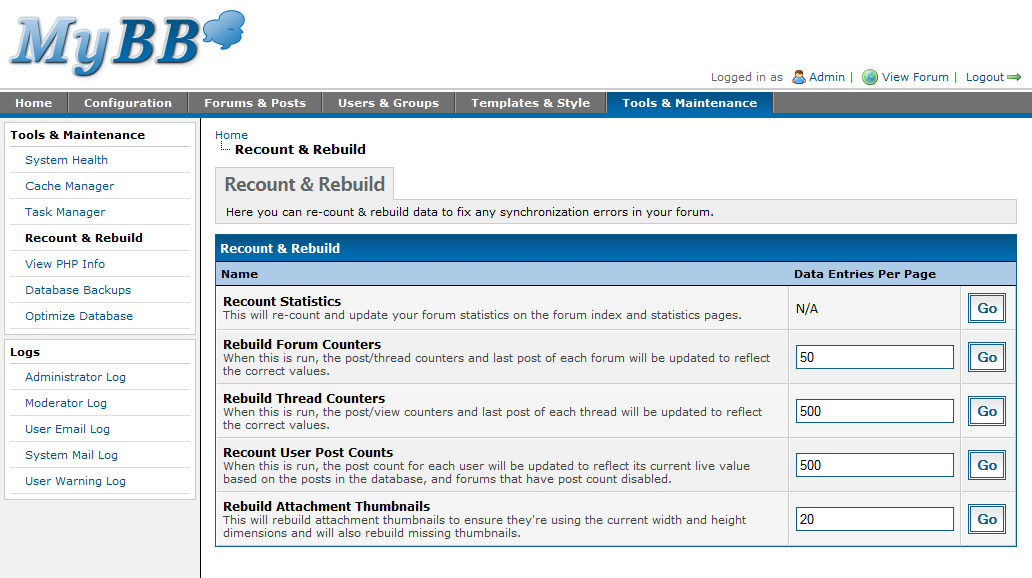 MyBB
Logged in as Admin | View Forum | Logout
Home Configuration Forums & Posts Users & Groups Templates & Style Tools & Maintenance
Tools & Maintenance
System Health
Cache Manager
Task Manager
Recount & Rebuild
View PHP Info
Database Backups
Optimize Database
Logs
Administrator Log
Moderator Log
User Email Log
System Mail Log
User Warning Log
Home
Recount & Rebuild
Recount & Rebuild
Here you can re-count & rebuild data to fix any synchronization errors in your forum.
Recount & Rebuild
Name Data Entries Per Page
Recount Statistics
This will re-count and update your forum statistics on the forum index and statistics pages.
N/A Go
Rebuild Forum Counters
When this is run, the post/thread counters and last post of each forum will be updated to reflect
the correct values.
50 Go
Rebuild Thread Counters
When this is run, the post/view counters and last post of each thread will be updated to reflect
the correct values.
500 Go
Recount User Post Counts
When this is run, the post count for each user will be updated to reflect its current live value
based on the posts in the database, and forums that have post count disabled.
500 Go
Rebuild Attachment Thumbnails
This will rebuild attachment thumbnails to ensure they're using the current width and height
dimensions and will also rebuild missing thumbnails.
20 Go